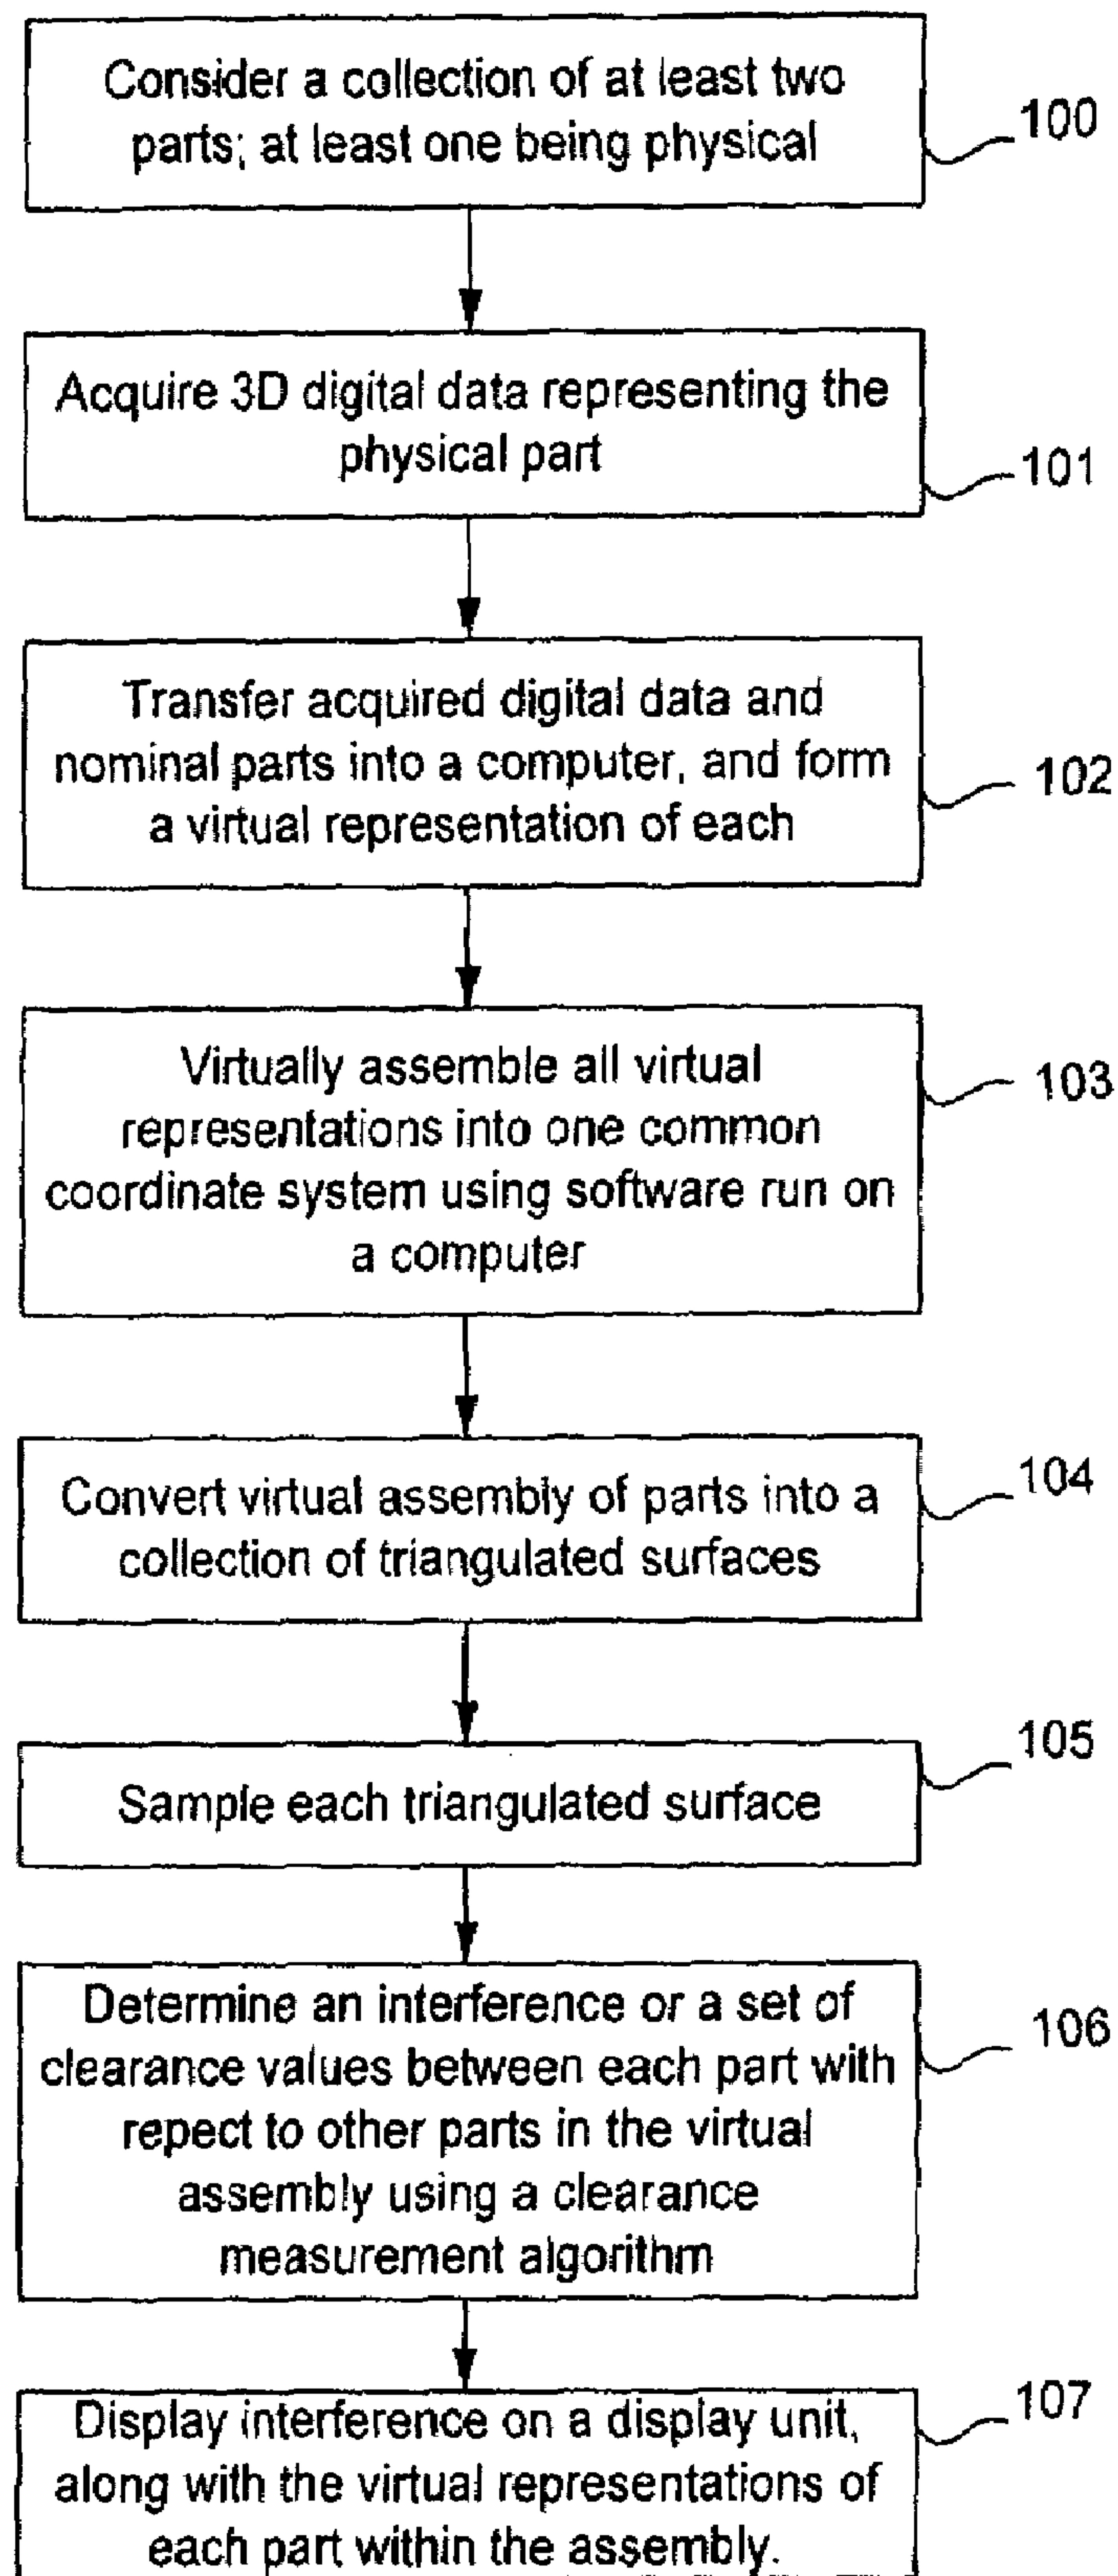 Consider a collection of at least two
parts; at least one being physical
100
Acquire 3D digital data representing the
physical part
101
Transfer acquired digital data and
nominal parts into a computer, and form
a virtual representation of each
102
Virtually assemble all virtual
representations into one common
coordinate system using software run on
a computer
103
Convert virtual assembly of parts into a
collection of triangulated surfaces
104
Sample each triangulated surface
105
Determine an interference or a set of
clearance values between each part with
repect to other parts in the virtual
assembly using a clearance
measurement algorithm
106
Display interference on a display unit,
along with the virtual representations of
each part within the assembly.
107